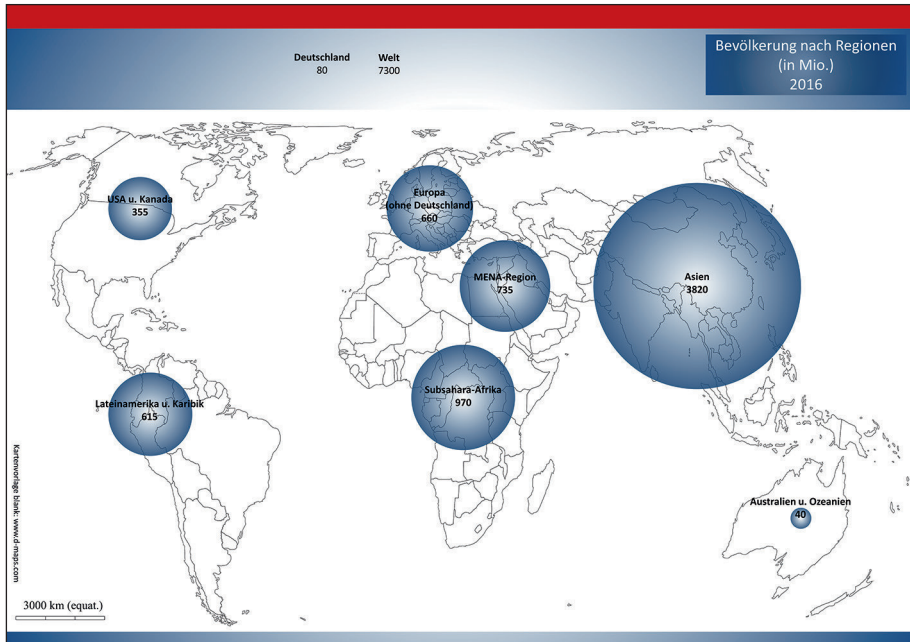 Deutschland
80
Welt
7300
Bevölkerung nach Regionen
(in Mio.)
2016
USA u. Kanada
355
Europa
(ohne Deutschland)
660
MENA-Region
735
Asien
3820
Lateinamerika u. Karibik
615
Subsahara-Afrika
970
Australien u. Ozeanien
40
Kartenvorlage blank: www.d-maps.com
3000 km (equat.)